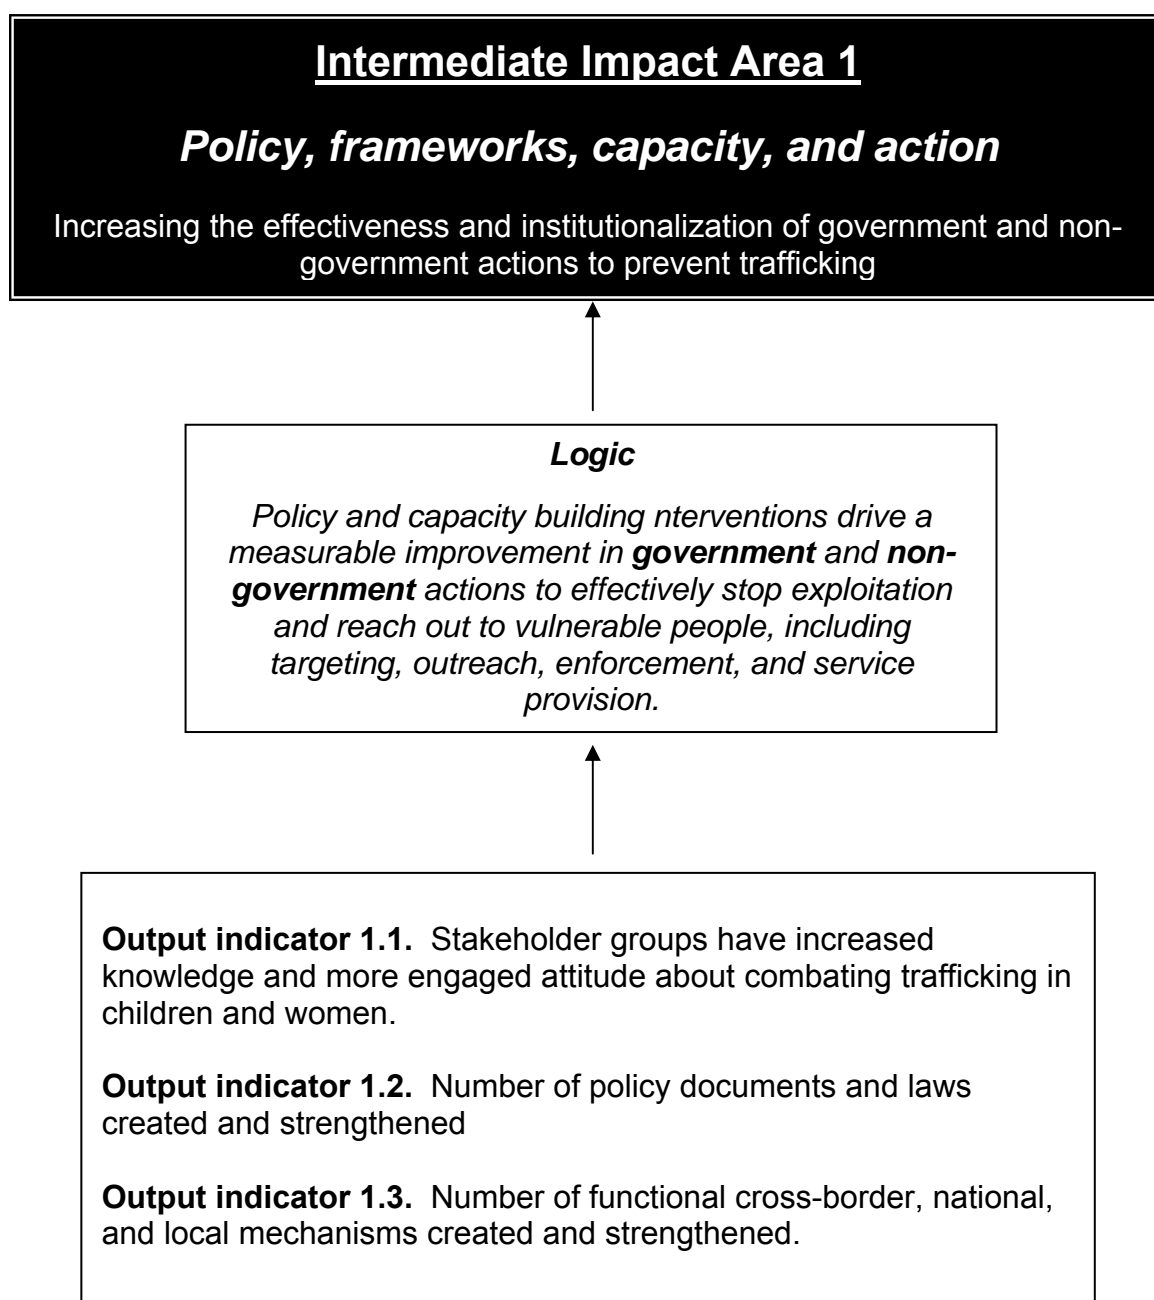 Intermediate Impact Area 1
Policy, frameworks, capacity, and action
Increasing the effectiveness and institutionalization of government and non-
government actions to prevent trafficking
Logic
Policy and capacity building nterventions drive a
measurable improvement in government and non-
government actions to effectively stop exploitation
and reach out to vulnerable people, including
targeting, outreach, enforcement, and service
provision.
Output indicator 1.1. Stakeholder groups have increased
knowledge and more engaged attitude about combating trafficking in
children and women.
Output indicator 1.2. Number of policy documents and laws
created and strengthened
Output indicator 1.3. Number of functional cross-border, national,
and local mechanisms created and strengthened.